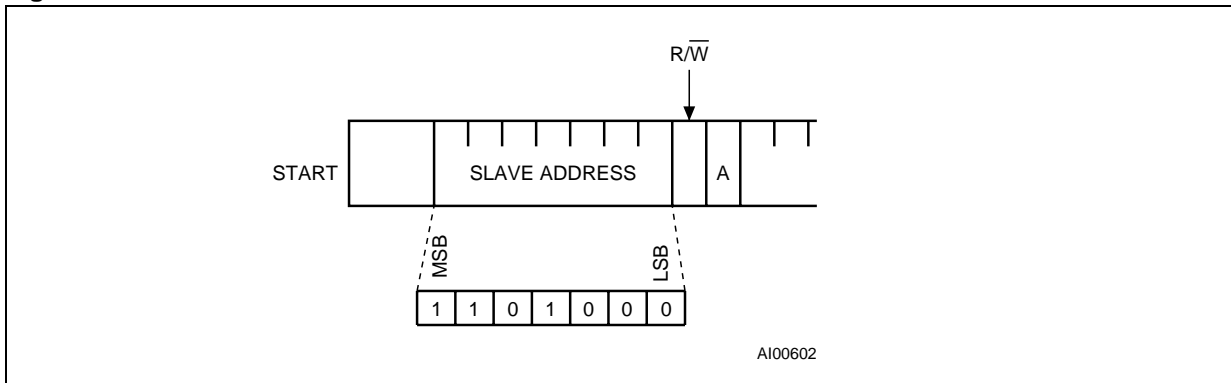 R/W
START
SLAVE ADDRESS
A
MSB
LSB
1 1 0 1 0 0 0
AI00602